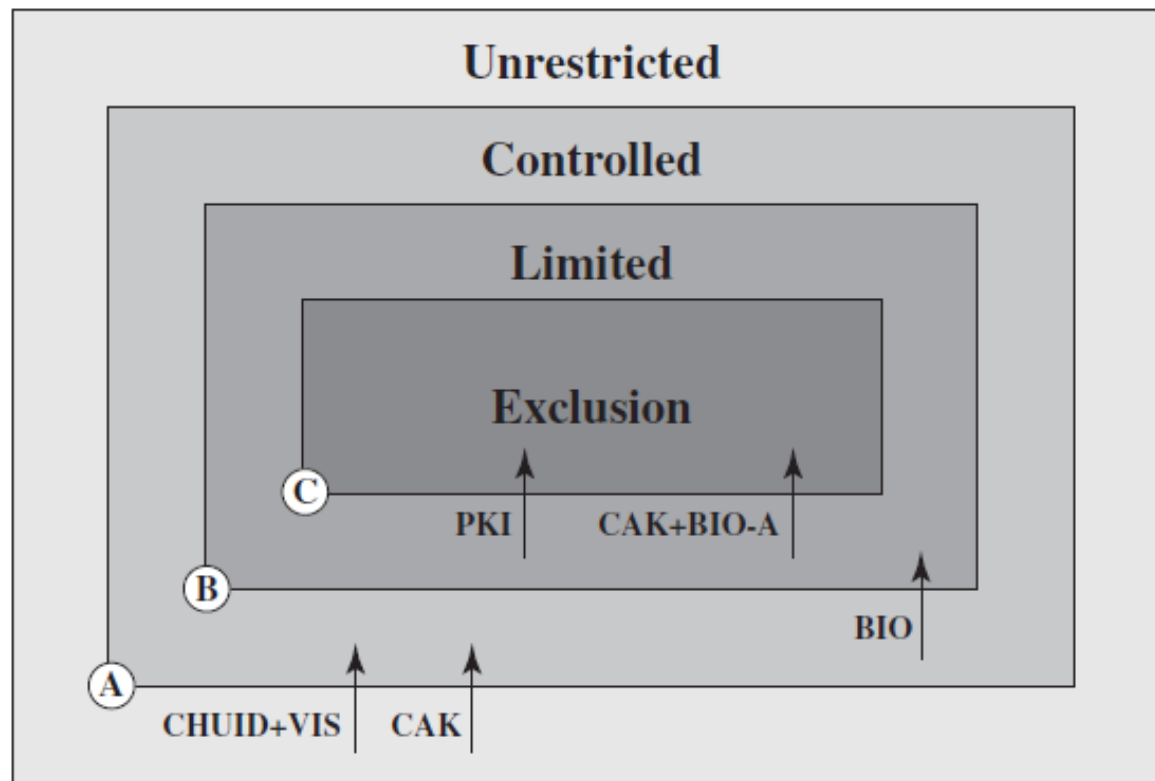 Unrestricted
Controlled
Limited
Exclusion
C
PKI
CAK+BIO-A
B
BIO
A
CHUID+VIS
CAK